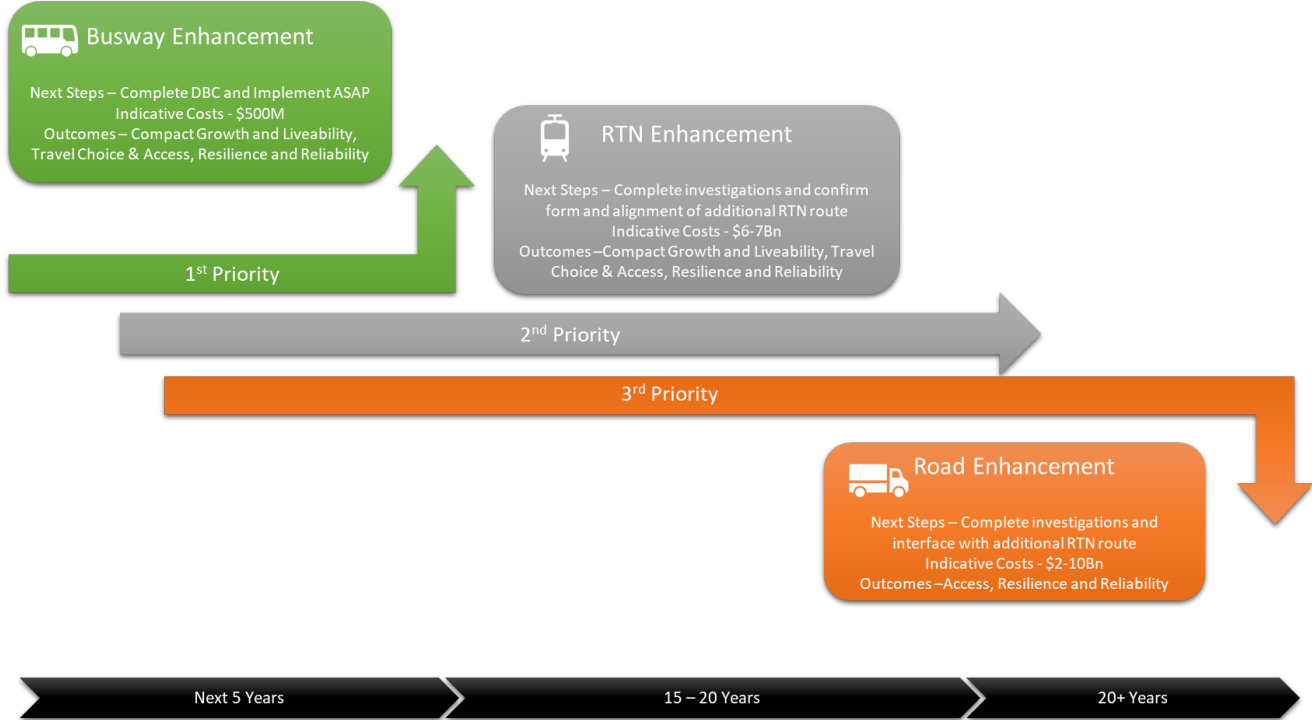 Busway Enhancement
Next Steps – Complete DBC and Implement ASAP
Indicative Costs - $500M
Outcomes – Compact Growth and Liveability,
Travel Choice & Access, Resilience and Reliability
1st Priority
RTN Enhancement
Next Steps – Complete investigations and confirm
form and alignment of additional RTN route
Indicative Costs - $6-7Bn
Outcomes –Compact Growth and Liveability, Travel
Choice & Access, Resilience and Reliability
2nd Priority
3rd Priority
Road Enhancement
Next Steps – Complete investigations and
interface with additional RTN route
Indicative Costs - $2-10Bn
Outcomes –Access, Resilience and Reliability
Next 5 Years
15 – 20 Years
20+ Years